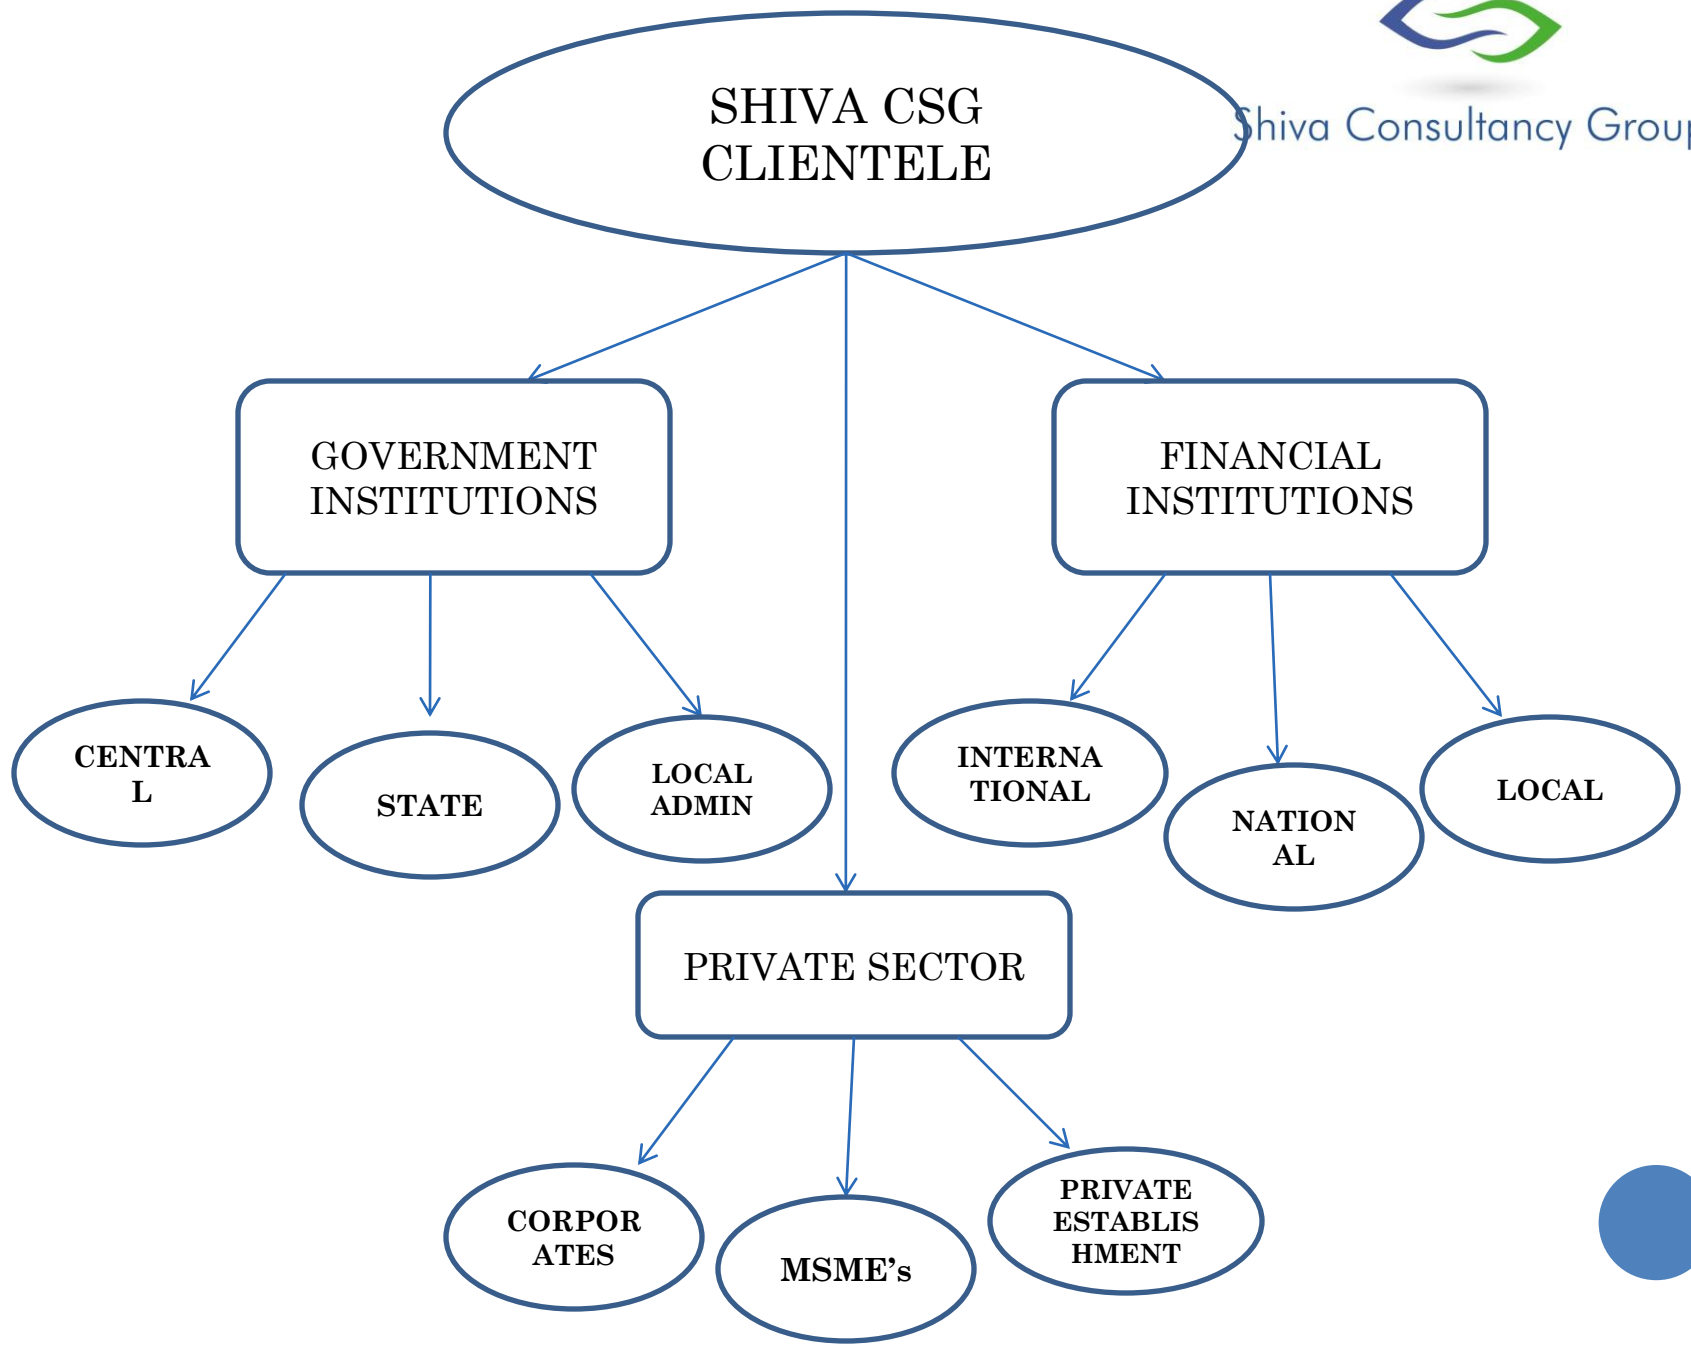 SHIVA CSG
CLIENTELE
Shiva Consultancy Group
GOVERNMENT
INSTITUTIONS
FINANCIAL
INSTITUTIONS
CENTRA
L
STATE
LOCAL
ADMIN
INTERNA
TIONAL
NATION
AL
LOCAL
PRIVATE SECTOR
CORPOR
ATES
MSME’s
PRIVATE
ESTABLIS
HMENT